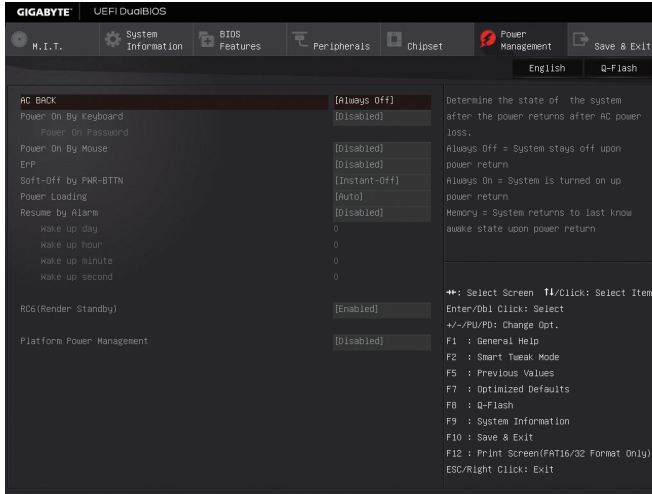 GIGABYTE™ UEFI DualBIOS
M.I.T.
System Information
BIOS Features
Peripherals
Chipset
Power Management
Save & Exit
English Q-Flash
AC BACK [Always Off]
Power On By Keyboard [Disabled]
Power On Password
Power On By Mouse [Disabled]
ErP [Disabled]
Soft-Off by PWR-BTTN [Instant-Off]
Power Loading [Auto]
Resume by Alarm [Disabled]
Wake up day 0
Wake up hour 0
Wake up minute 0
Wake up second 0
RC6(Render Standby) [Enabled]
Platform Power Management [Disabled]
Determine the state of the system
after the power returns after AC power
loss.
Always Off = System stays off upon
power return
Always On = System is turned on up
power return
Memory = System returns to last know
awake state upon power return
→←: Select Screen ↑↓/Click: Select Item
Enter/Dbl Click: Select
+/-/PU/PD: Change Opt.
F1 : General Help
F2 : Smart Tweak Mode
F5 : Previous Values
F7 : Optimized Defaults
F8 : Q-Flash
F9 : System Information
F10 : Save & Exit
F12 : Print Screen(FAT16/32 Format Only)
ESC/Right Click: Exit